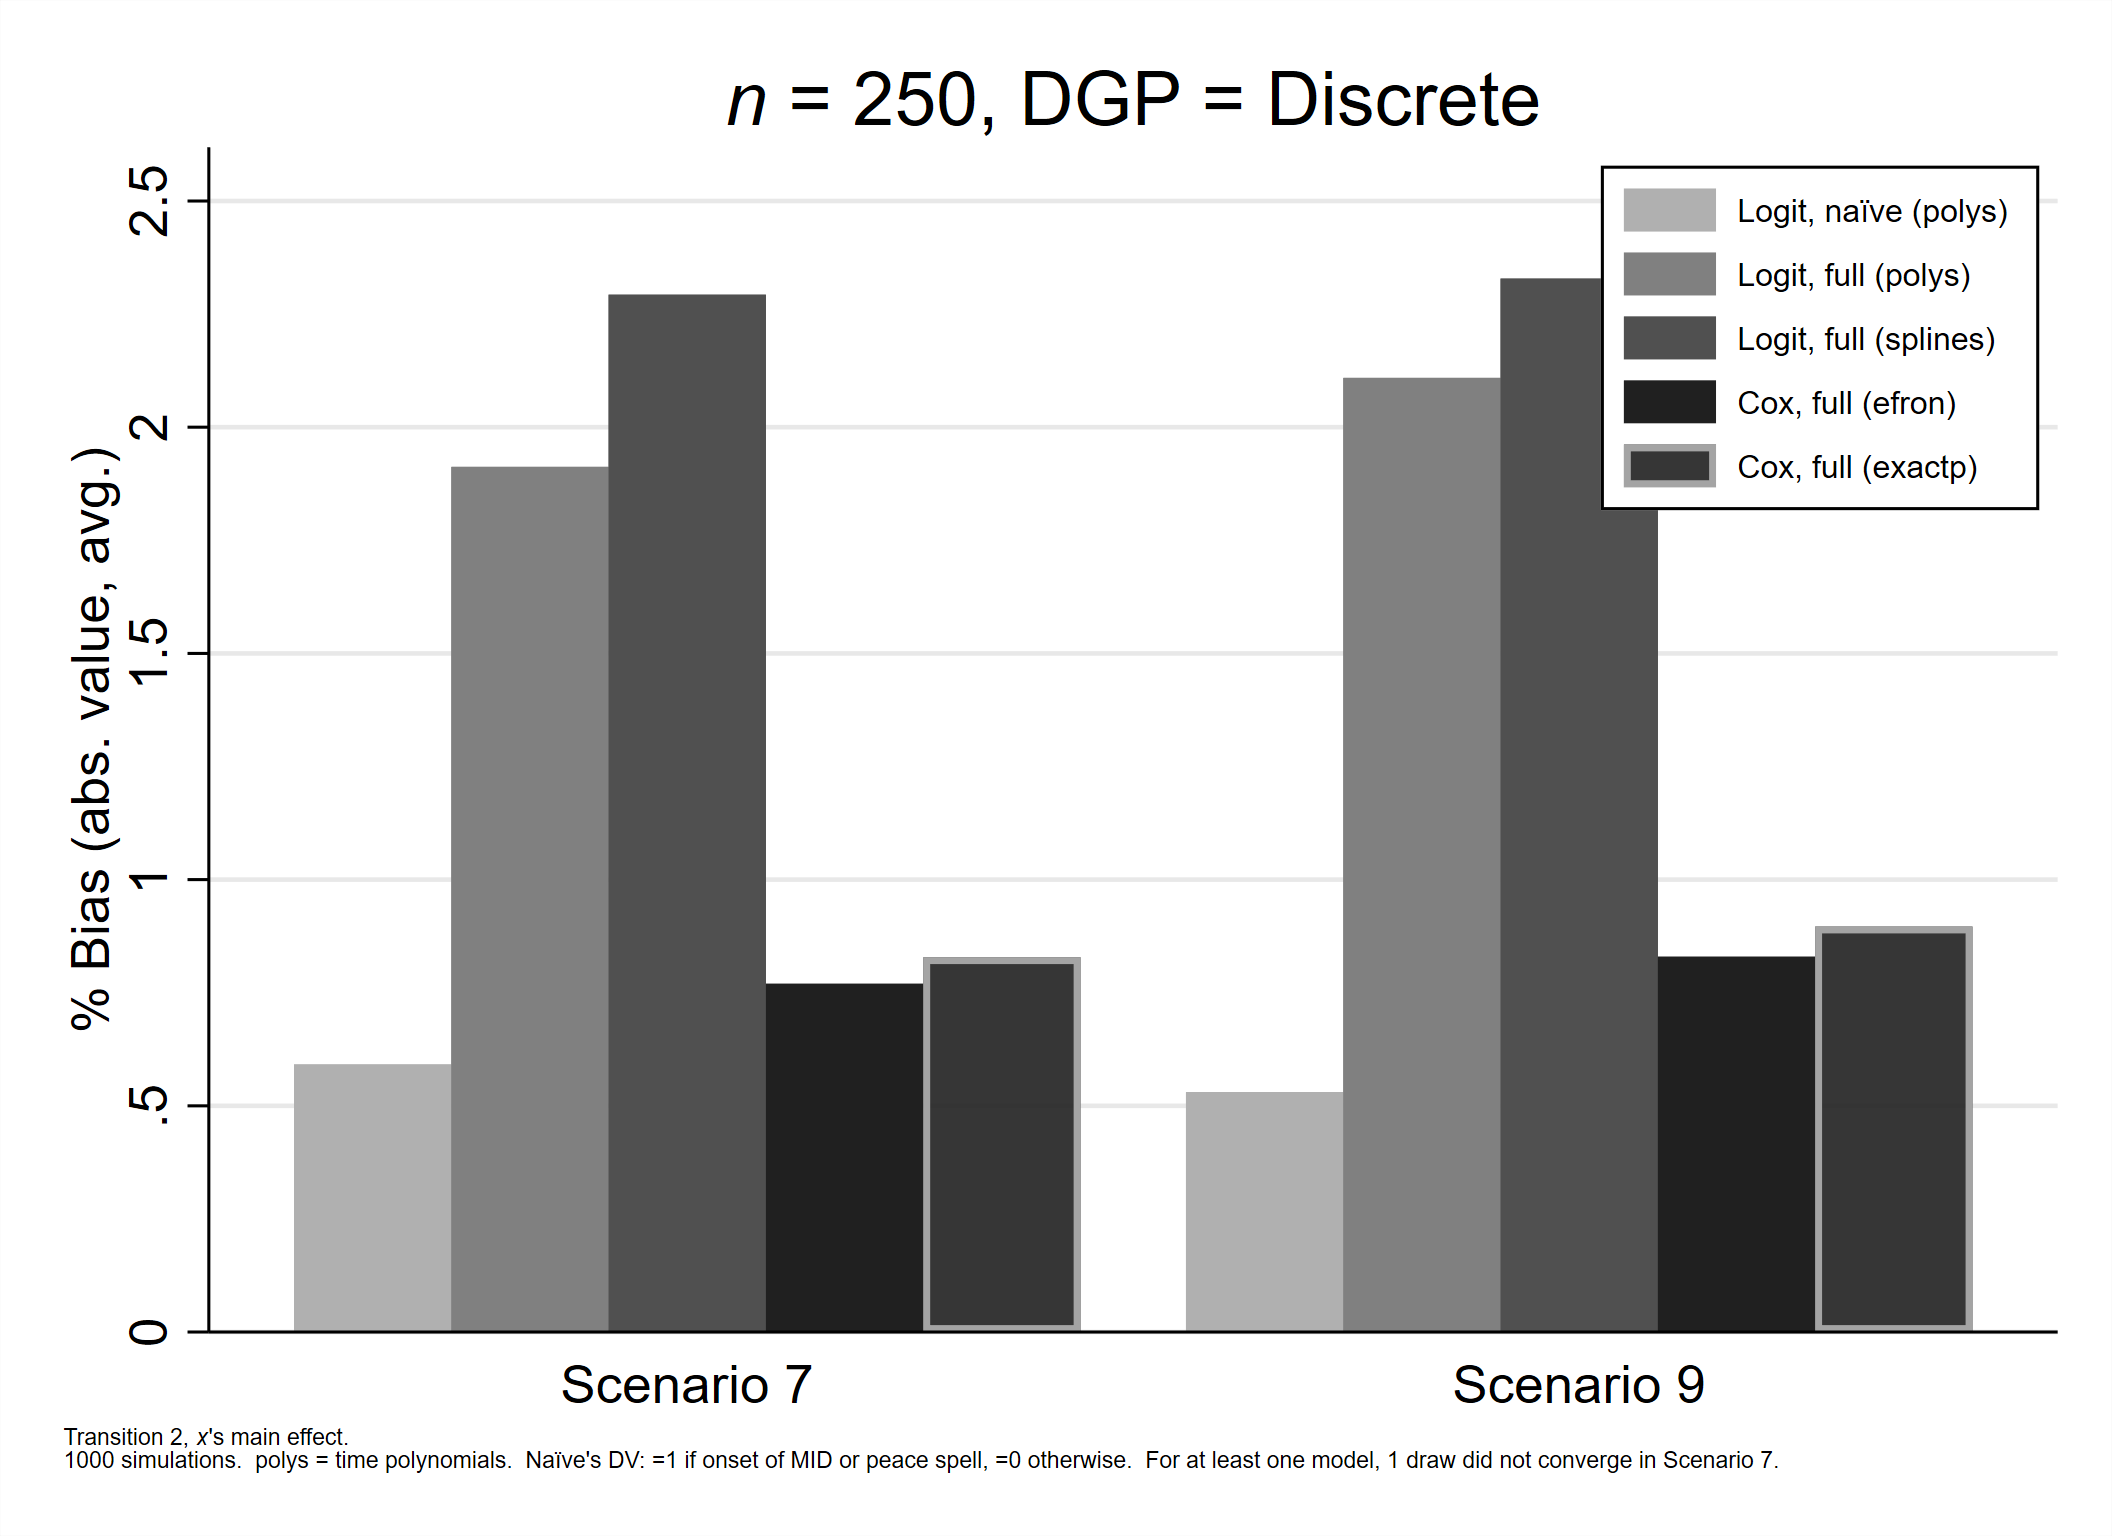 n = 250, DGP = Discrete
% Bias (abs. value, avg.)
2.5
2
1.5
1
.5
0
Logit, naïve (polys)
Logit, full (polys)
Logit, full (splines)
Cox, full (efron)
Cox, full (exactp)
Scenario 7
Scenario 9
Transition 2, x's main effect.
1000 simulations.  polys = time polynomials.  Naïve's DV: =1 if onset of MID or peace spell, =0 otherwise.  For at least one model, 1 draw did not converge in Scenario 7.